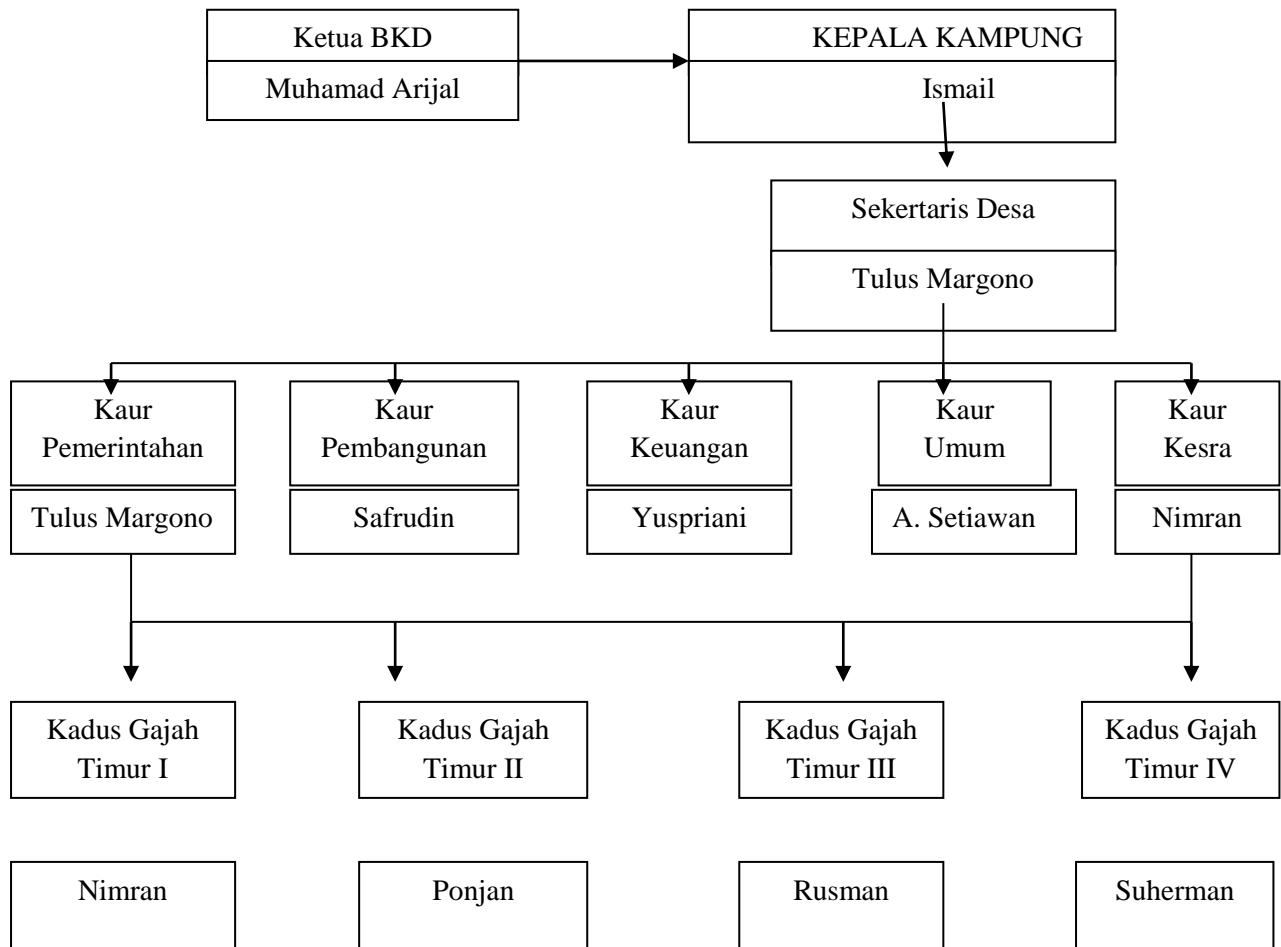 Ketua BKD
Muhamad Arijal
KEPALA KAMPUNG
Ismail
Sekertaris Desa
Tulus Margono
Kaur
Pemerintahan
Tulus Margono
Kaur
Pembangunan
Safrudin
Kaur
Keuangan
Yuspriani
Kaur
Umum
A. Setiawan
Kaur
Kesra
Nimran
Kadus Gajah
Timur I
Nimran
Kadus Gajah
Timur II
Ponjan
Kadus Gajah
Timur III
Rusman
Kadus Gajah
Timur IV
Suherman